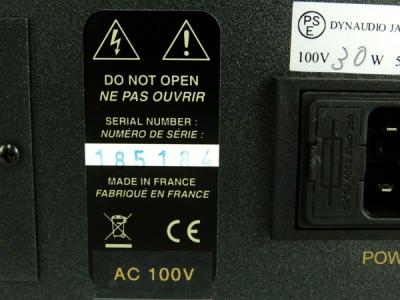 DO NOT OPEN
NE PAS OUVRIR
SERIAL NUMBER :
NUMÉRO DE SÉRIE :
185184
MADE IN FRANCE
FABRIQUÉ EN FRANCE
CE
AC 100V
PSE
DYNAUDIO JA
100V 30 W 5
POW